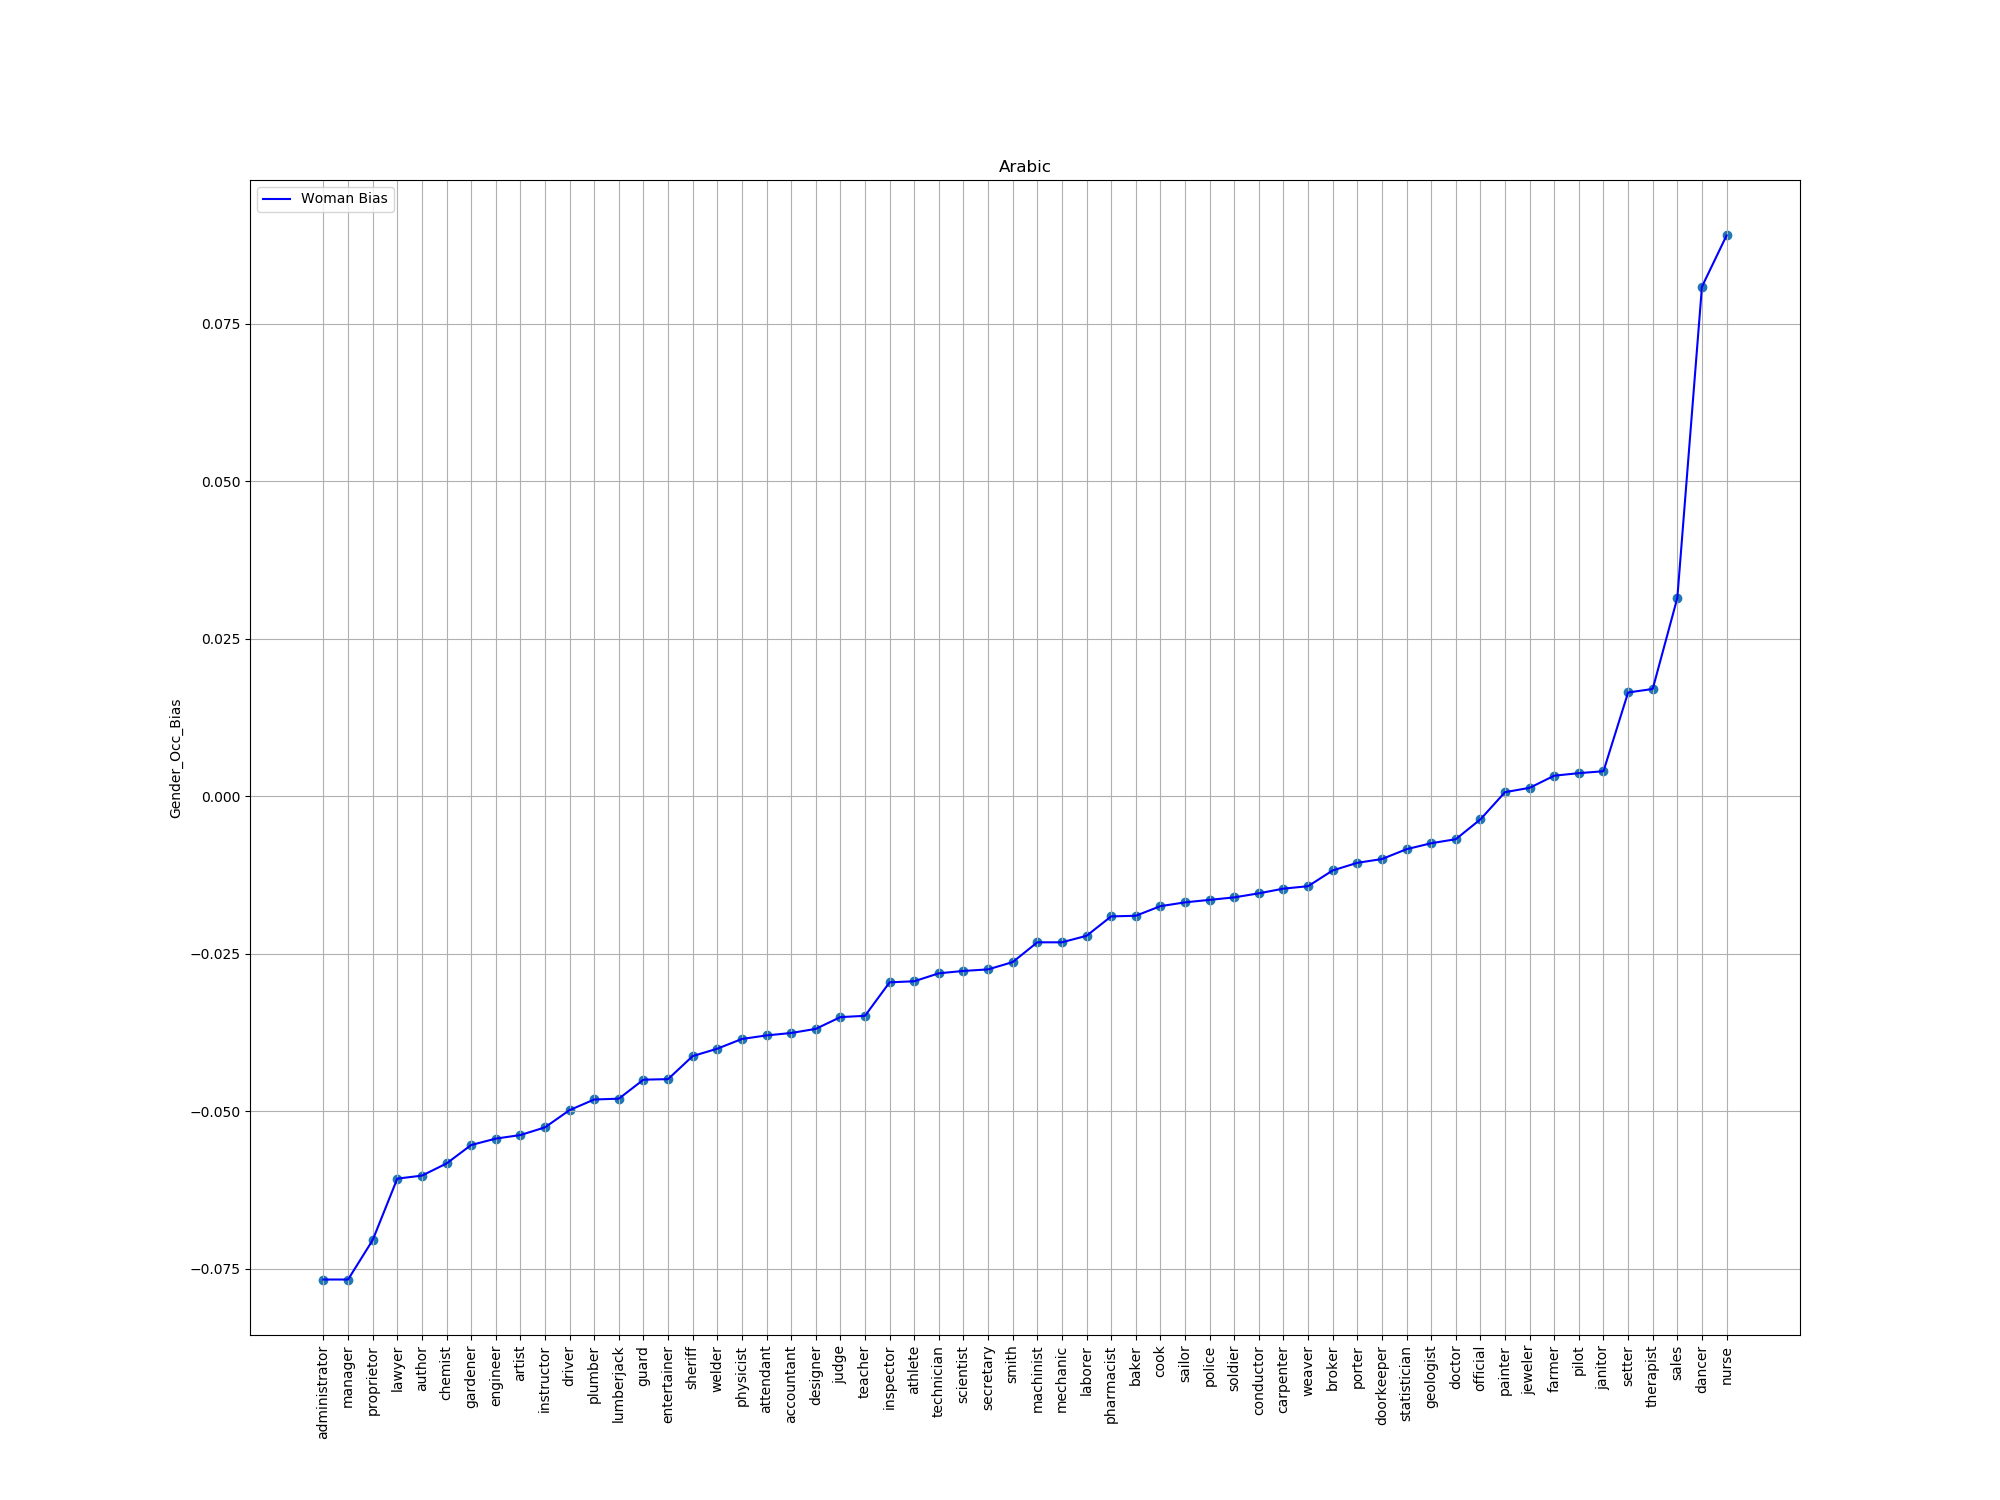 Arabic
Woman Bias
Gender_Occ_Bias
0.075
0.050
0.025
0.000
−0.025
−0.050
−0.075
administrator
manager
proprietor
lawyer
author
chemist
gardener
engineer
artist
instructor
driver
plumber
lumberjack
guard
entertainer
sheriff
welder
physicist
attendant
accountant
designer
judge
teacher
inspector
athlete
technician
scientist
secretary
smith
machinist
mechanic
laborer
pharmacist
baker
cook
sailor
police
soldier
conductor
carpenter
weaver
broker
porter
doorkeeper
statistician
geologist
doctor
official
painter
jeweler
farmer
pilot
janitor
setter
therapist
sales
dancer
nurse